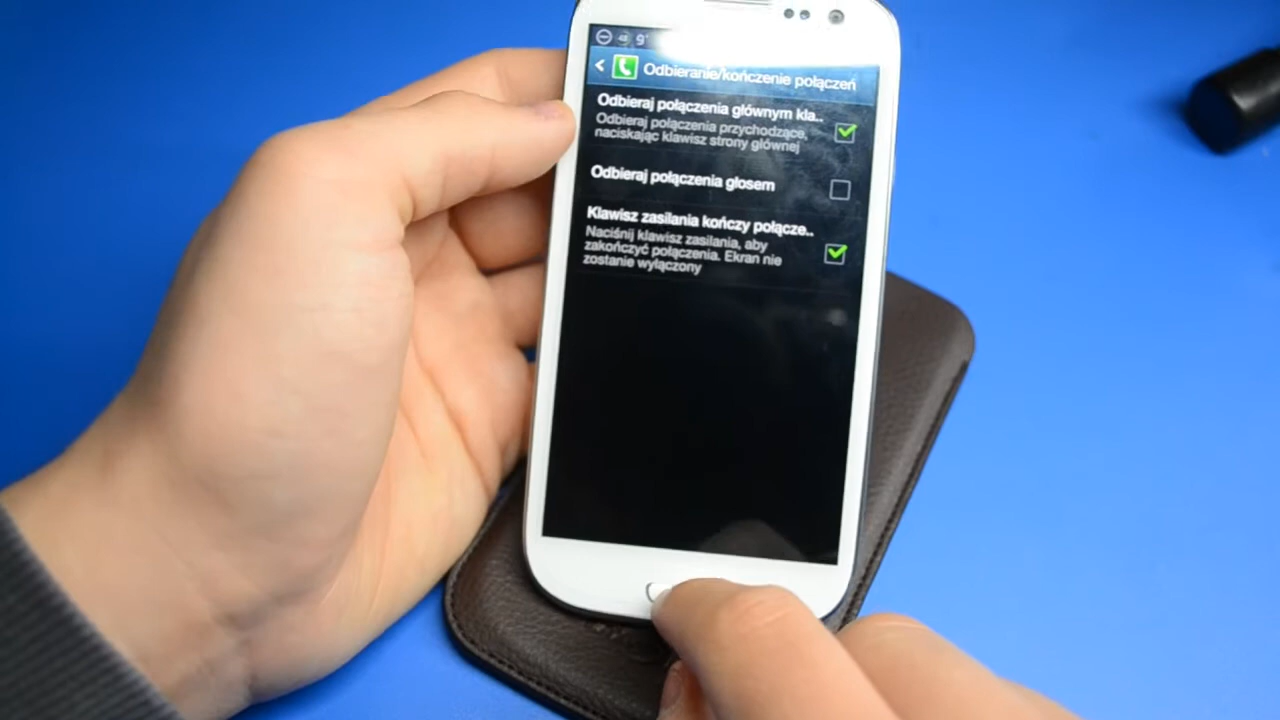 Odbieranie/kończenie połączeń
Odbieraj połączenia głównym kla..
Odbieraj połączenia przychodzące,
naciskając klawisz strony głównej
Odbieraj połączenia głosem
Klawisz zasilania kończy połącze..
Naciśnij klawisz zasilania, aby
zakończyć połączenia. Ekran nie
zostanie wyłączony